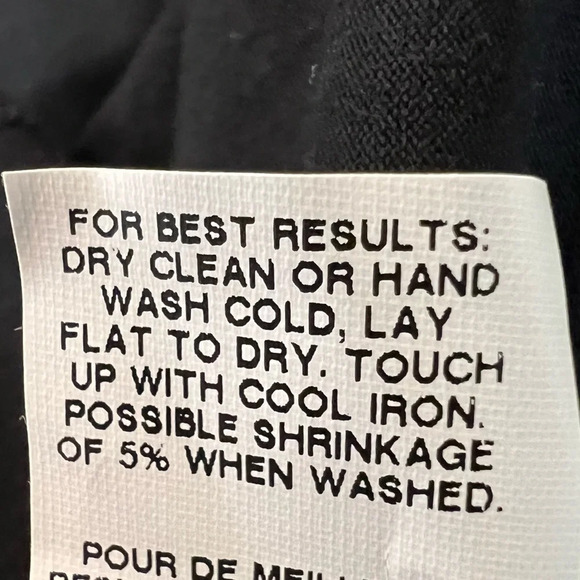 FOR BEST RESULTS:
DRY CLEAN OR HAND
WASH COLD, LAY
FLAT TO DRY. TOUCH
UP WITH COOL IRON.
POSSIBLE SHRINKAGE
OF 5% WHEN WASHED.
POUR DE